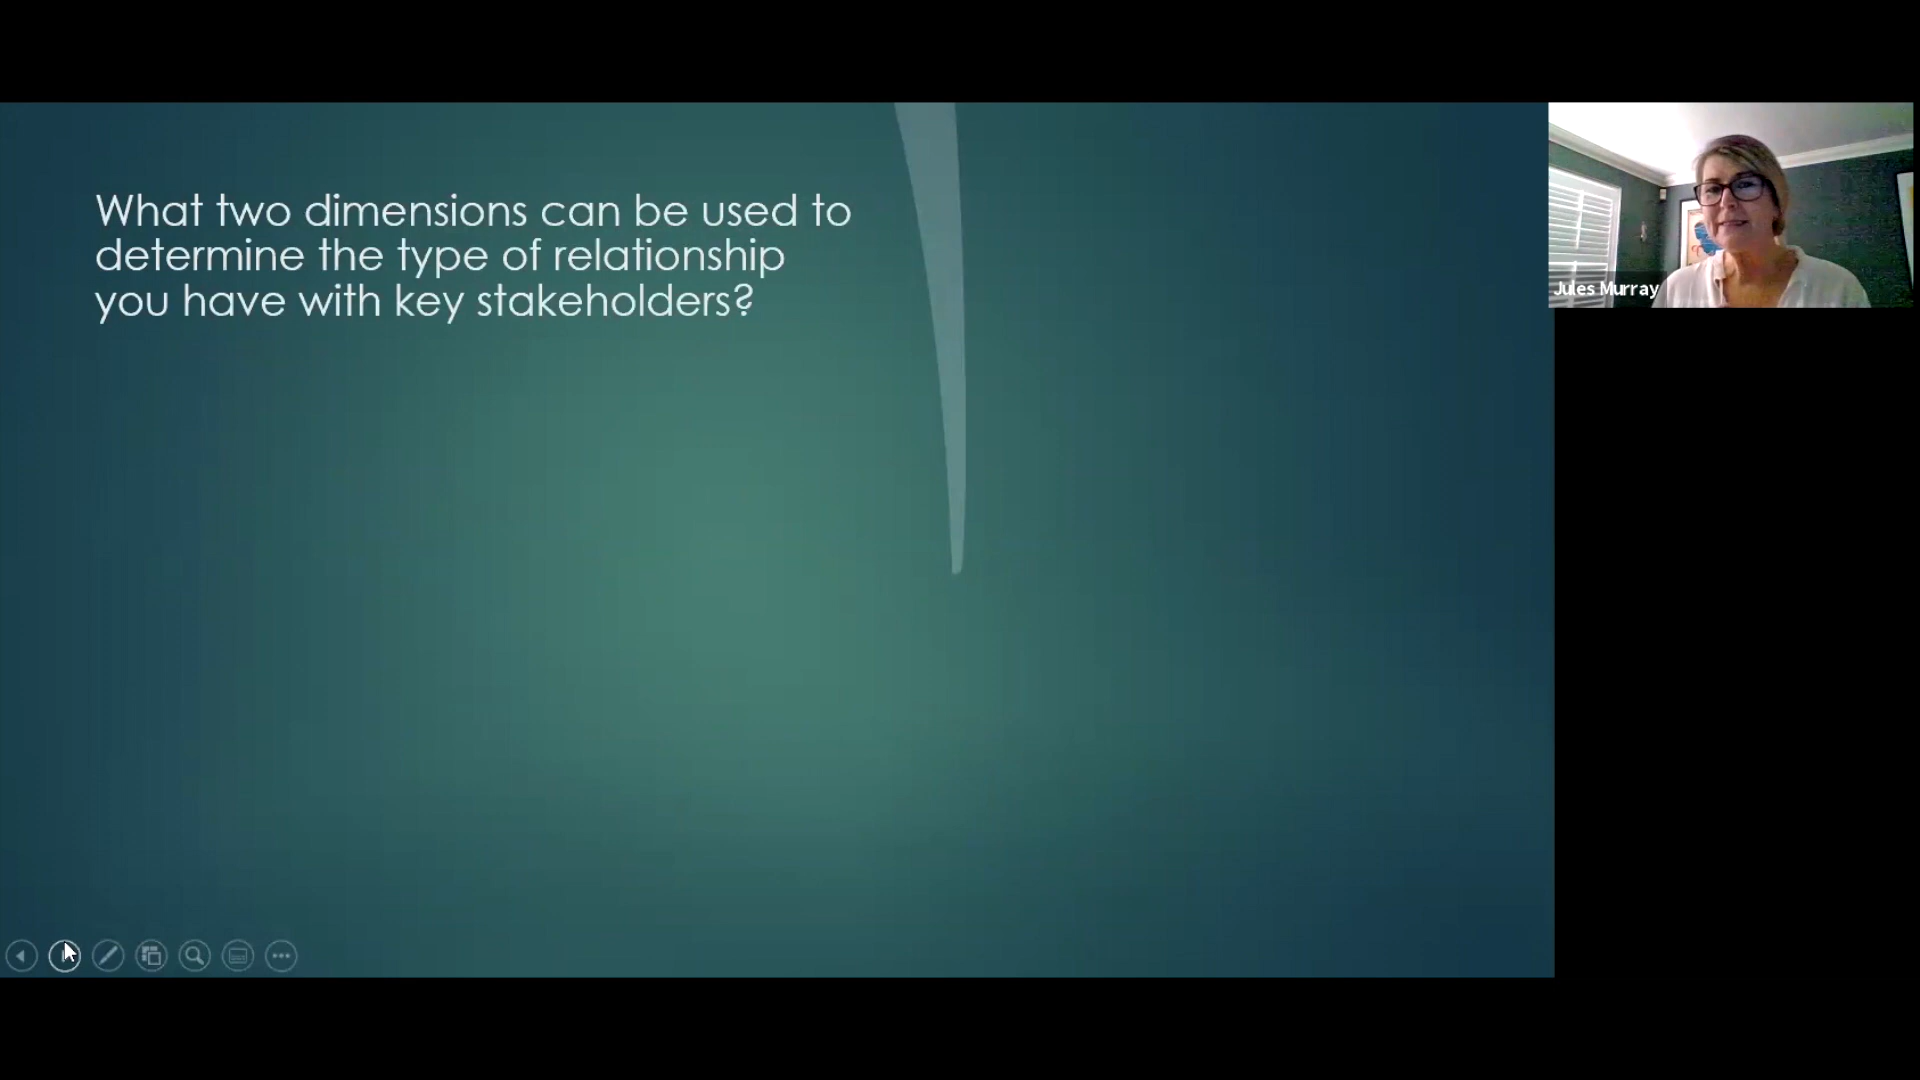 What two dimensions can be used to
determine the type of relationship
you have with key stakeholders?
Jules Murray